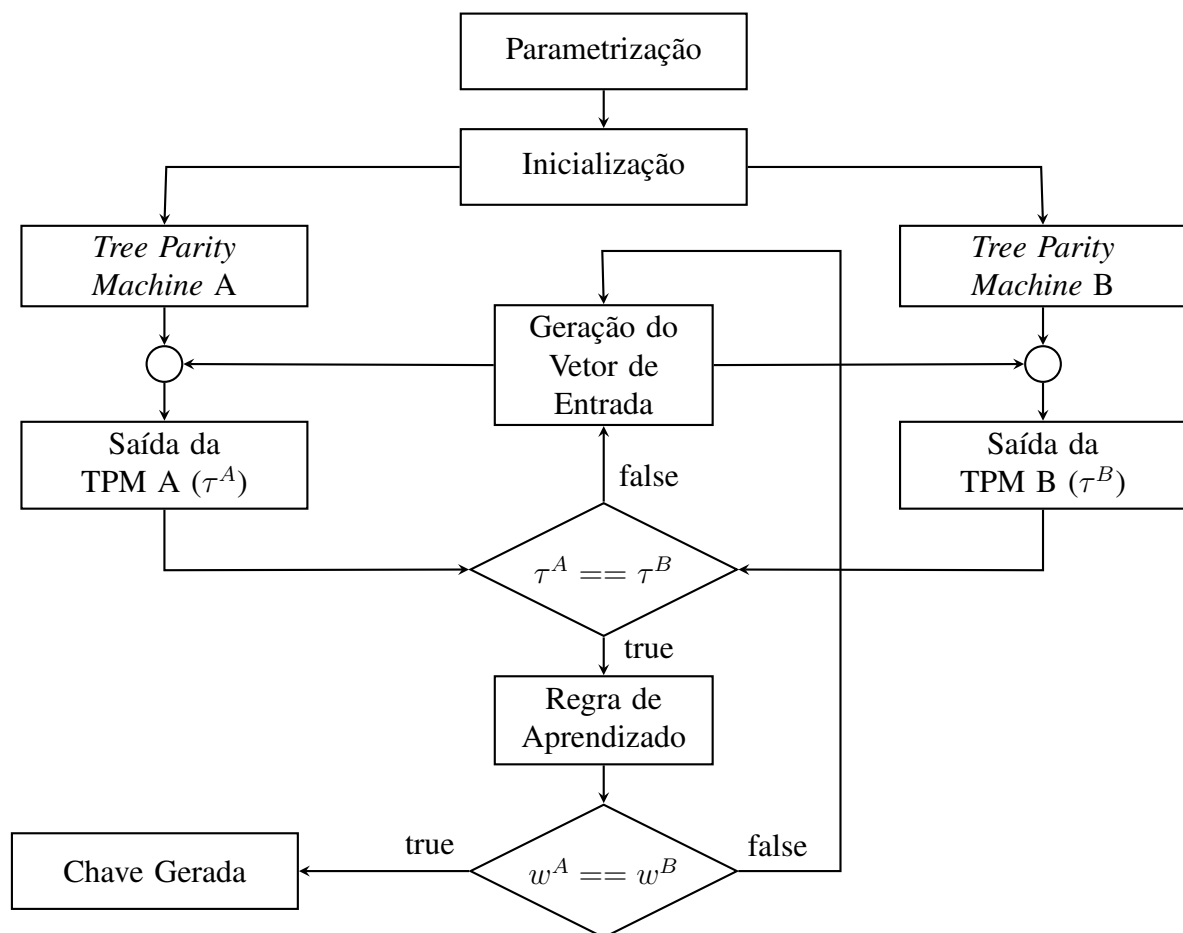 Parametrização
Inicialização
Tree Parity
Machine A
Tree Parity
Machine B
Geração do
Vetor de
Entrada
Saída da
TPM A (τ^A)
Saída da
TPM B (τ^B)
false
τ^A == τ^B
true
Regra de
Aprendizado
true
false
Chave Gerada
w^A == w^B